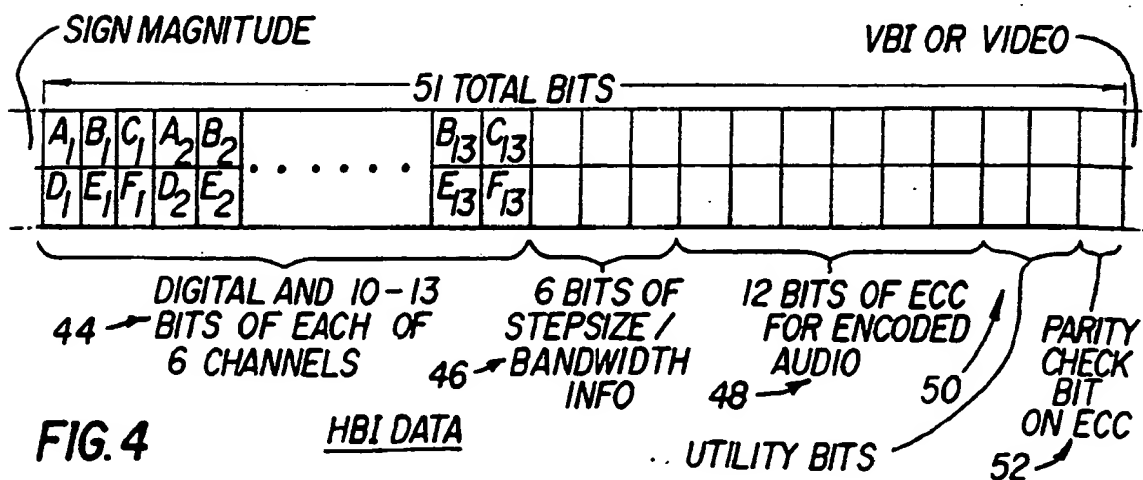 SIGN MAGNITUDE
VBI OR VIDEO
51 TOTAL BITS
A1 B1 C1 A2 B2 . . . . . . B13 C13
D1 E1 F1 D2 E2 E13 F13
DIGITAL AND 10-13
BITS OF EACH OF
6 CHANNELS
44
6 BITS OF
STEPSIZE/
BANDWIDTH
INFO
46
12 BITS OF ECC
FOR ENCODED
AUDIO
48
50
UTILITY BITS
PARITY
CHECK
BIT
ON ECC
52
FIG. 4
HBI DATA